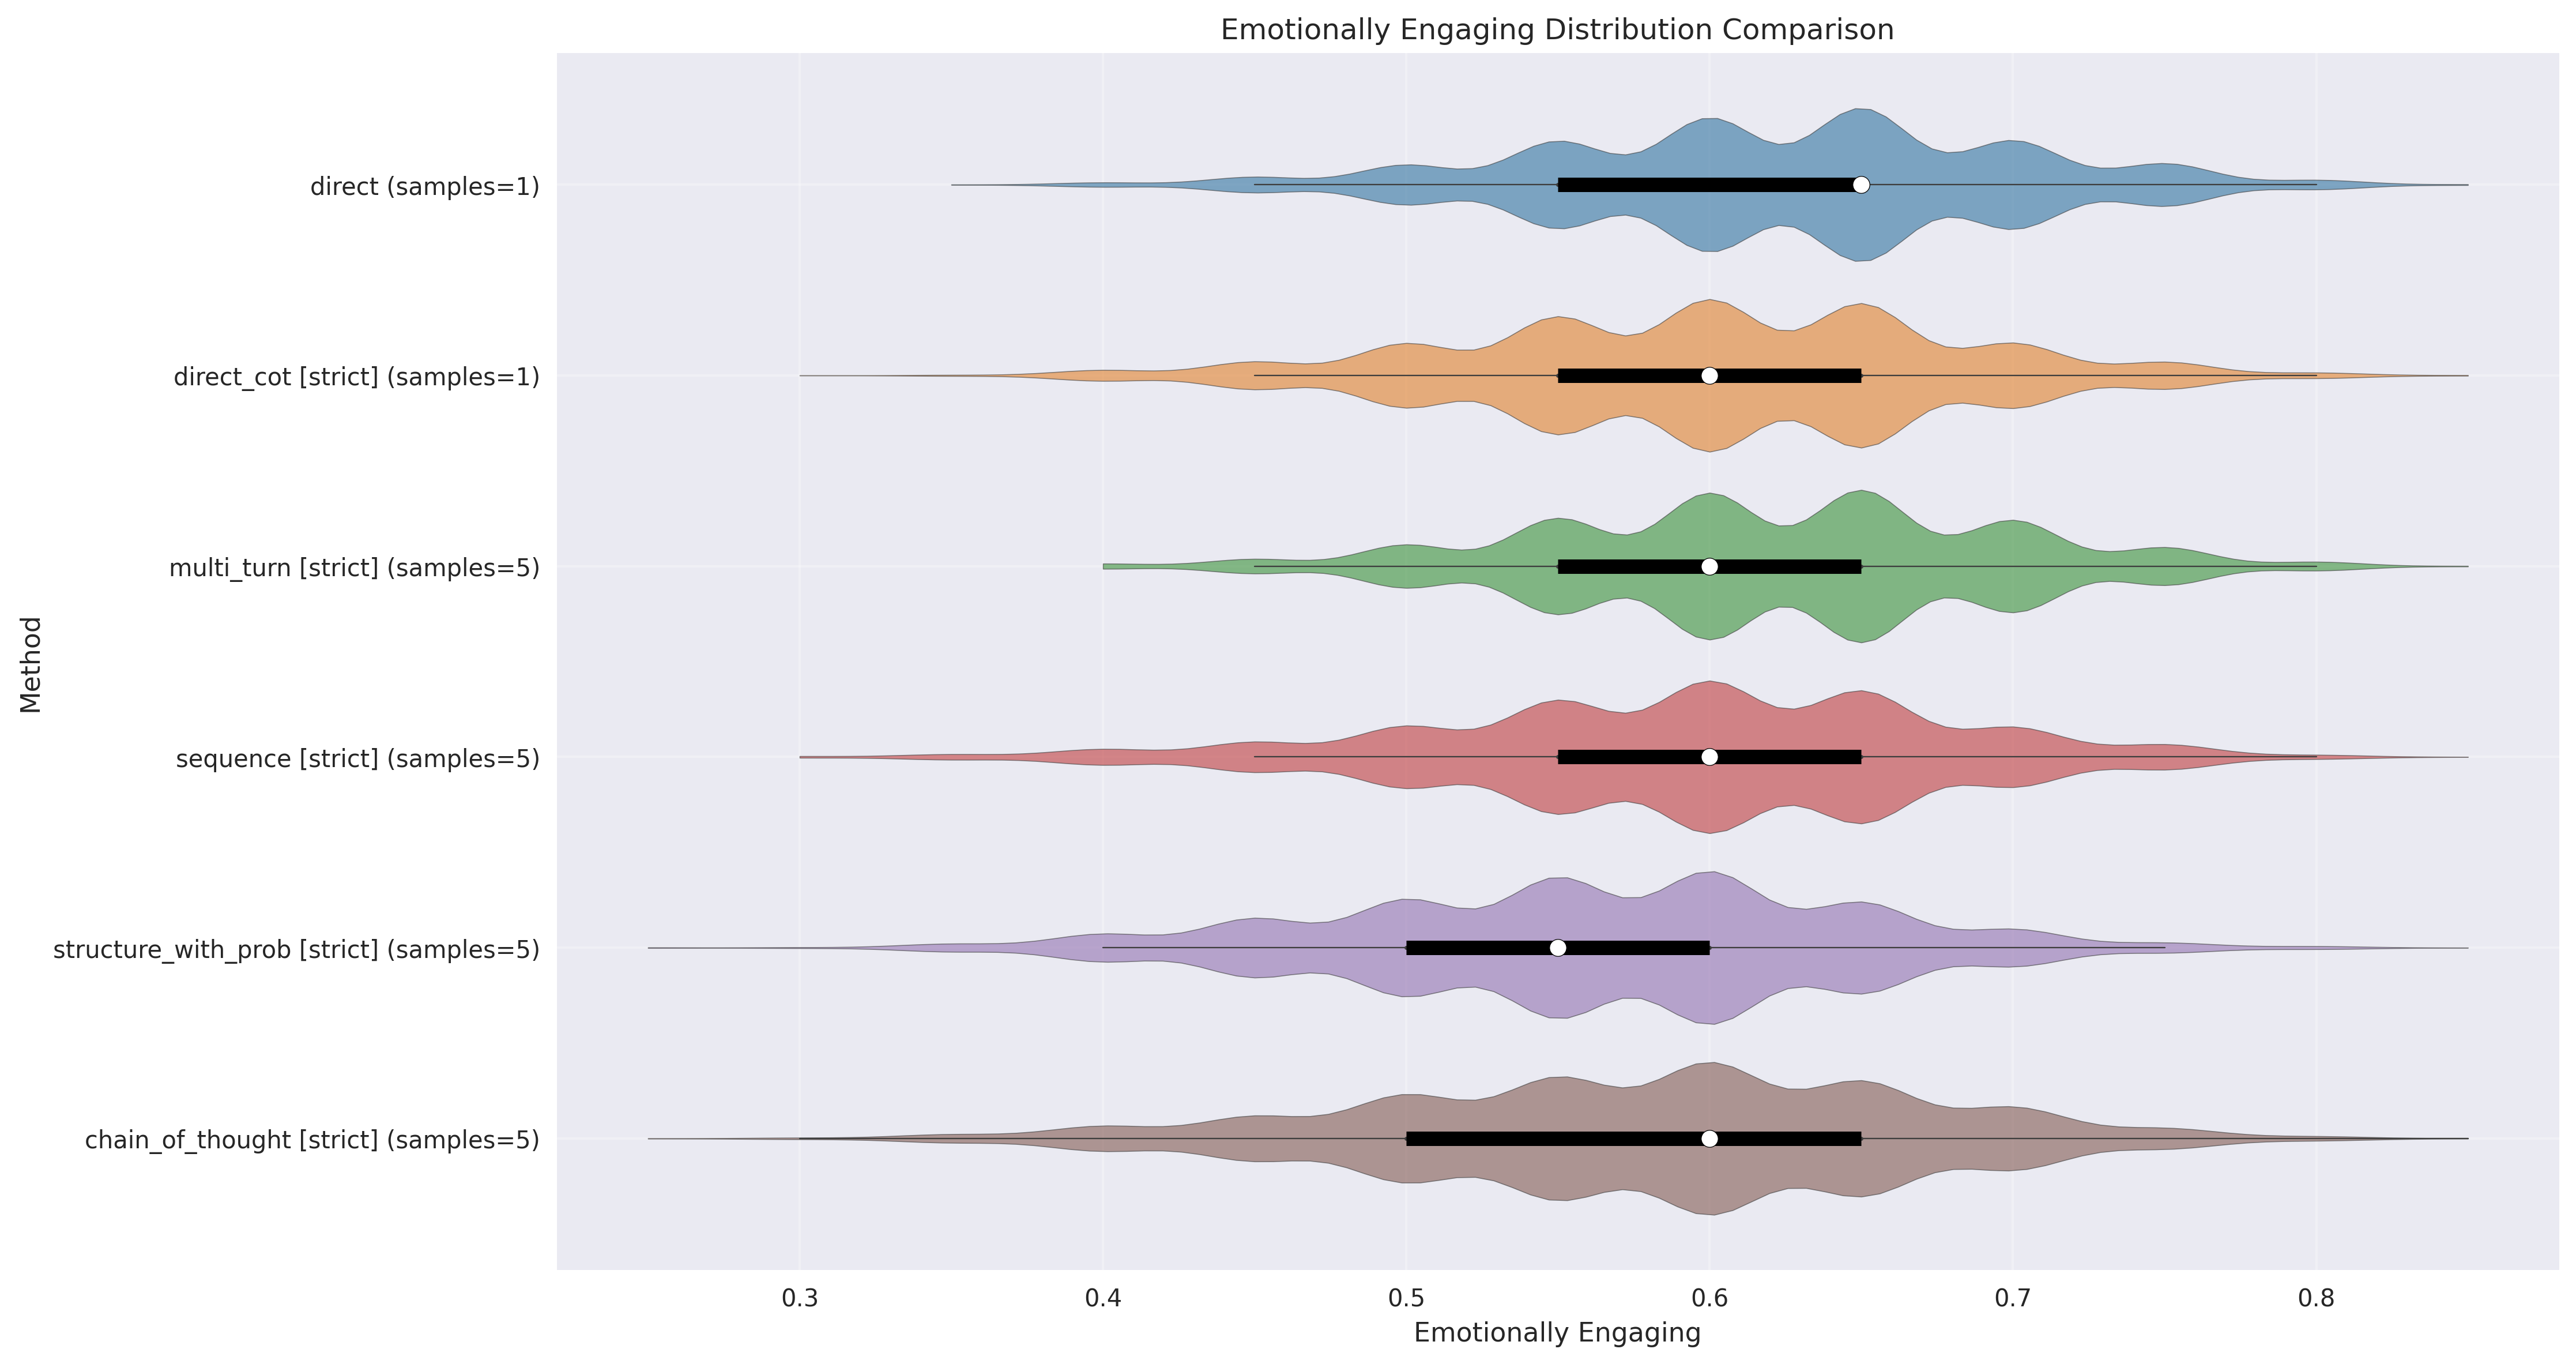 Emotionally Engaging Distribution Comparison
Method
direct (samples=1)
direct_cot [strict] (samples=1)
multi_turn [strict] (samples=5)
sequence [strict] (samples=5)
structure_with_prob [strict] (samples=5)
chain_of_thought [strict] (samples=5)
0.3 0.4 0.5 0.6 0.7 0.8
Emotionally Engaging